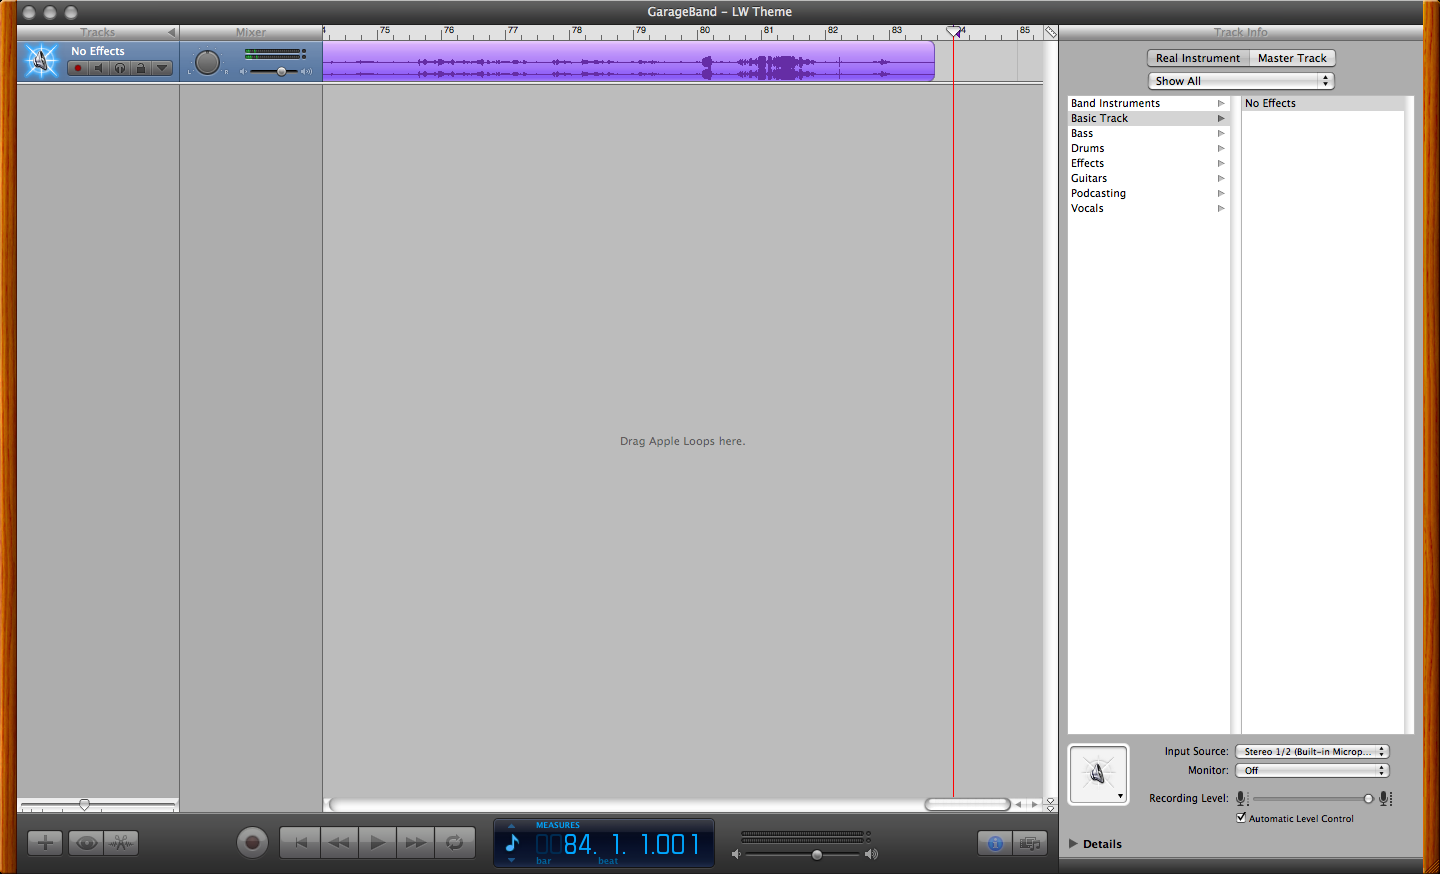 GarageBand - LW Theme
Tracks
Mixer
4 75 76 77 78 79 80 81 82 83 84 85
Track Info
No Effects
L R
Real Instrument Master Track
Show All
Band Instruments
Basic Track
Bass
Drums
Effects
Guitars
Podcasting
Vocals
No Effects
Drag Apple Loops here.
Input Source: Stereo 1/2 (Built-in Microp...
Monitor: Off
Recording Level:
Automatic Level Control
Details
MEASURES
0084. 1. 1.001
bar beat